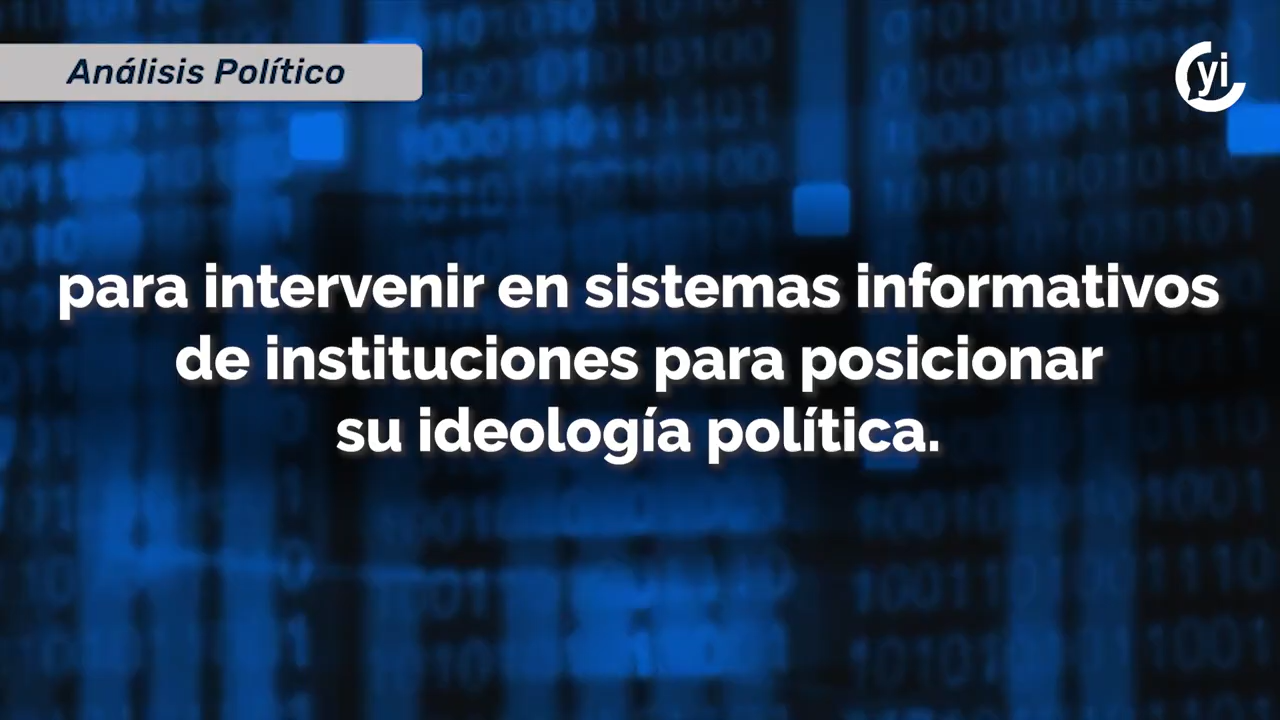 Análisis Político
yi
para intervenir en sistemas informativos
de instituciones para posicionar
su ideología política.